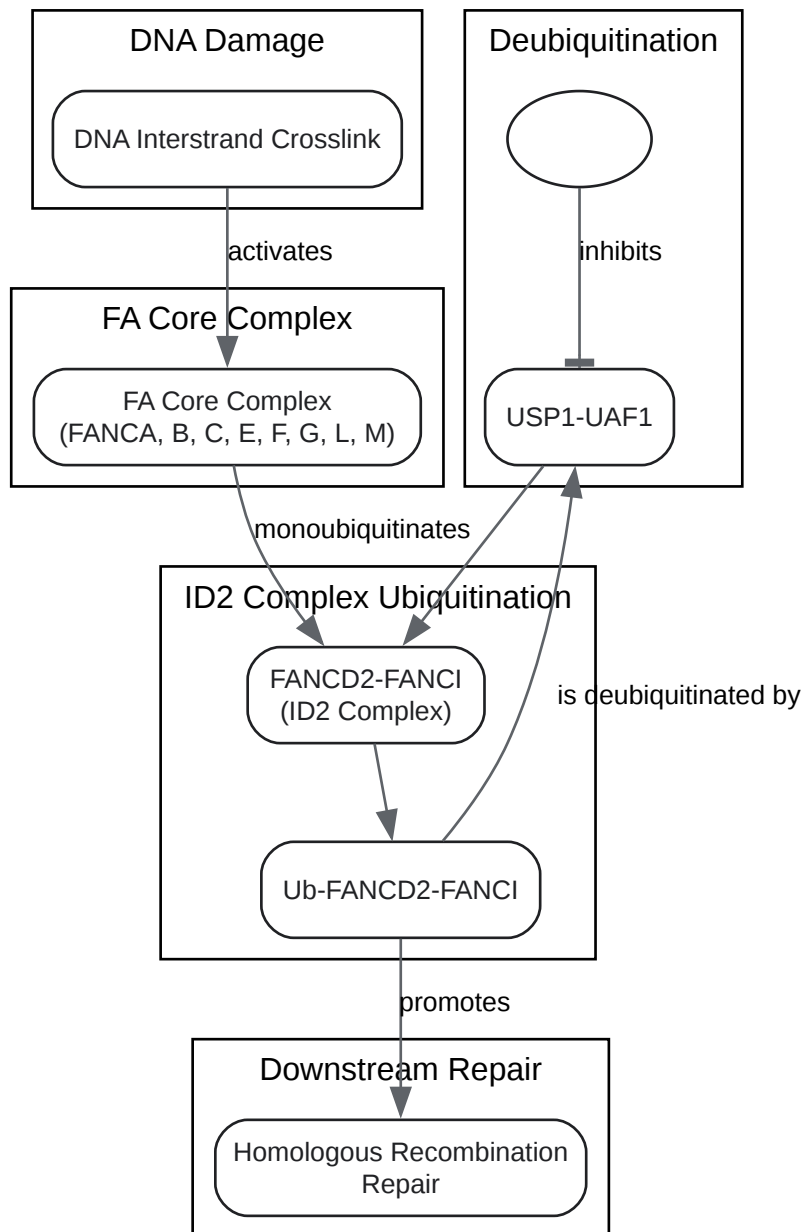 DNA Damage
Deubiquitination
DNA Interstrand Crosslink
activates
inhibits
FA Core Complex
FA Core Complex
(FANCA, B, C, E, F, G, L, M)
USP1-UAF1
monoubiquitinates
ID2 Complex Ubiquitination
FANCD2-FANCI
(ID2 Complex)
is deubiquitinated by
Ub-FANCD2-FANCI
promotes
Downstream Repair
Homologous Recombination
Repair